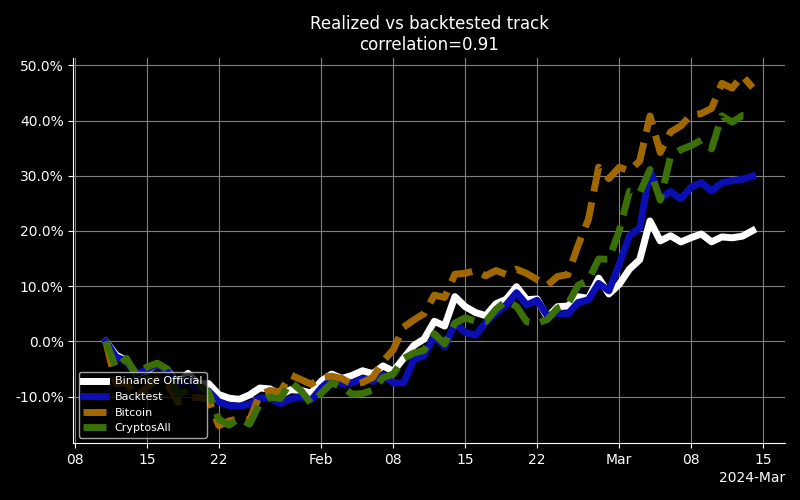 Realized vs backtested track
correlation=0.91
50.0%
40.0%
30.0%
20.0%
10.0%
0.0%
-10.0%
Binance Official
Backtest
Bitcoin
CryptosAll
08 15 22 Feb 08 15 22 Mar 08 15
2024-Mar